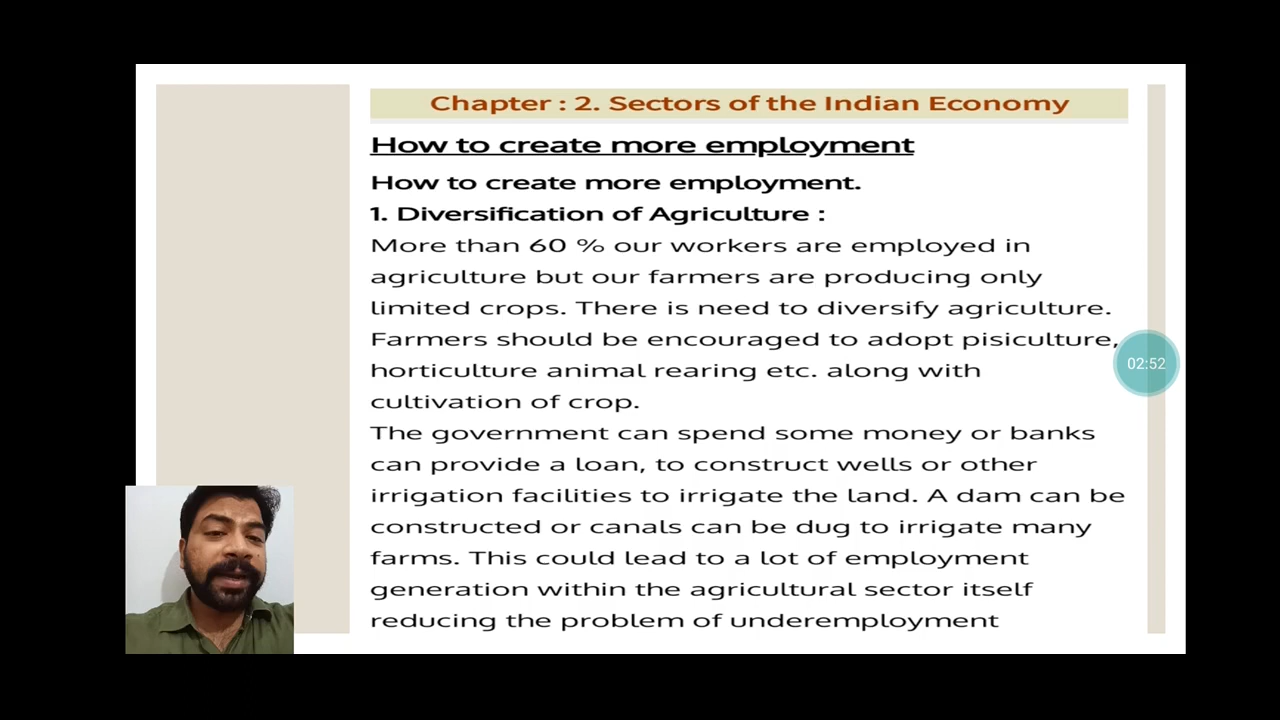 Chapter : 2. Sectors of the Indian Economy
How to create more employment
How to create more employment.
1. Diversification of Agriculture :
More than 60 % our workers are employed in
agriculture but our farmers are producing only
limited crops. There is need to diversify agriculture.
Farmers should be encouraged to adopt pisiculture,
horticulture animal rearing etc. along with
cultivation of crop.
The government can spend some money or banks
can provide a loan, to construct wells or other
irrigation facilities to irrigate the land. A dam can be
constructed or canals can be dug to irrigate many
farms. This could lead to a lot of employment
generation within the agricultural sector itself
reducing the problem of underemployment
02:52